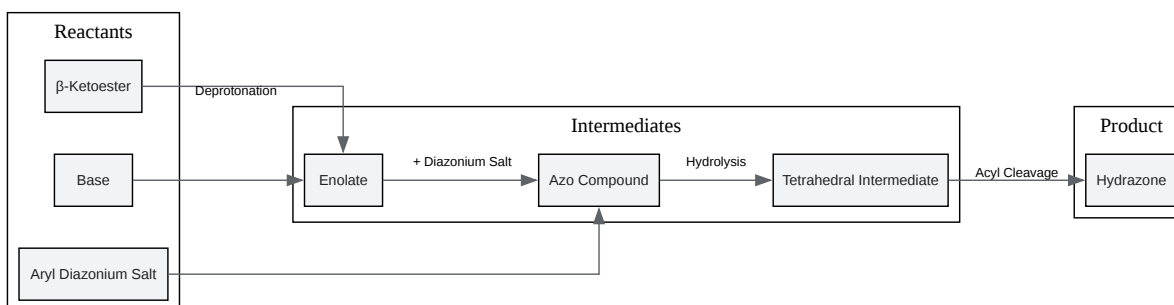 Reactants
β-Ketoester
Deprotonation
Base
Aryl Diazonium Salt
Intermediates
Enolate
+ Diazonium Salt
Azo Compound
Hydrolysis
Tetrahedral Intermediate
Acyl Cleavage
Product
Hydrazone